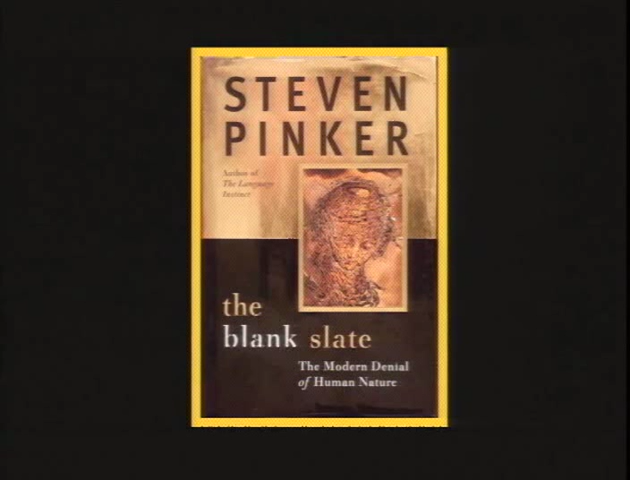 STEVEN
PINKER
Author of
The Language
Instinct
the
blank slate
The Modern Denial
of Human Nature